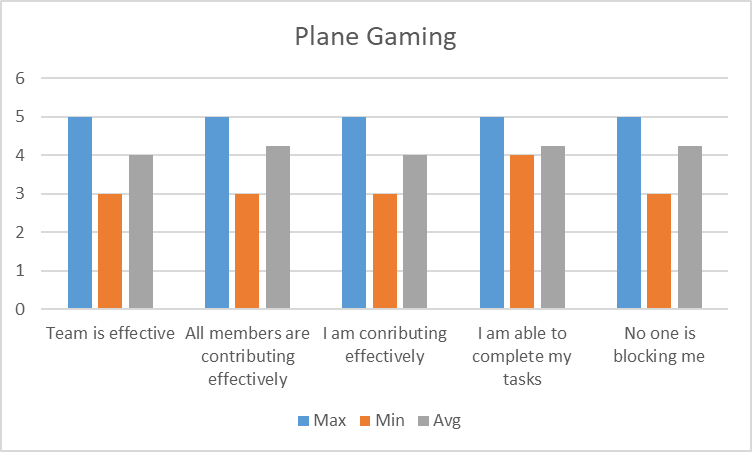 Plane Gaming
6
5
4
3
2
1
0
Team is effective
All members are
contributing
effectively
I am conributing
effectively
I am able to
complete my
tasks
No one is
blocking me
Max Min Avg